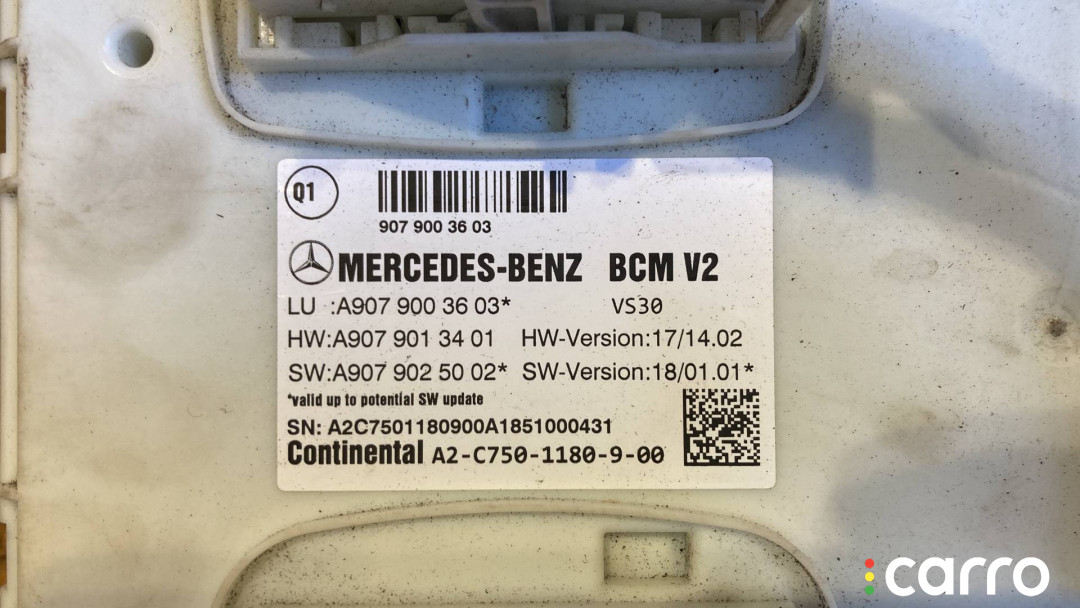 Q1
907 900 3603
MERCEDES-BENZ BCM V2
LU :A907 900 36 03* VS30
HW:A907 901 34 01 HW-Version:17/14.02
SW:A907 902 50 02* SW-Version:18/01.01*
*valid up to potential SW update
SN: A2C7501180900A1851000431
Continental A2-C750-1180-9-00
carro